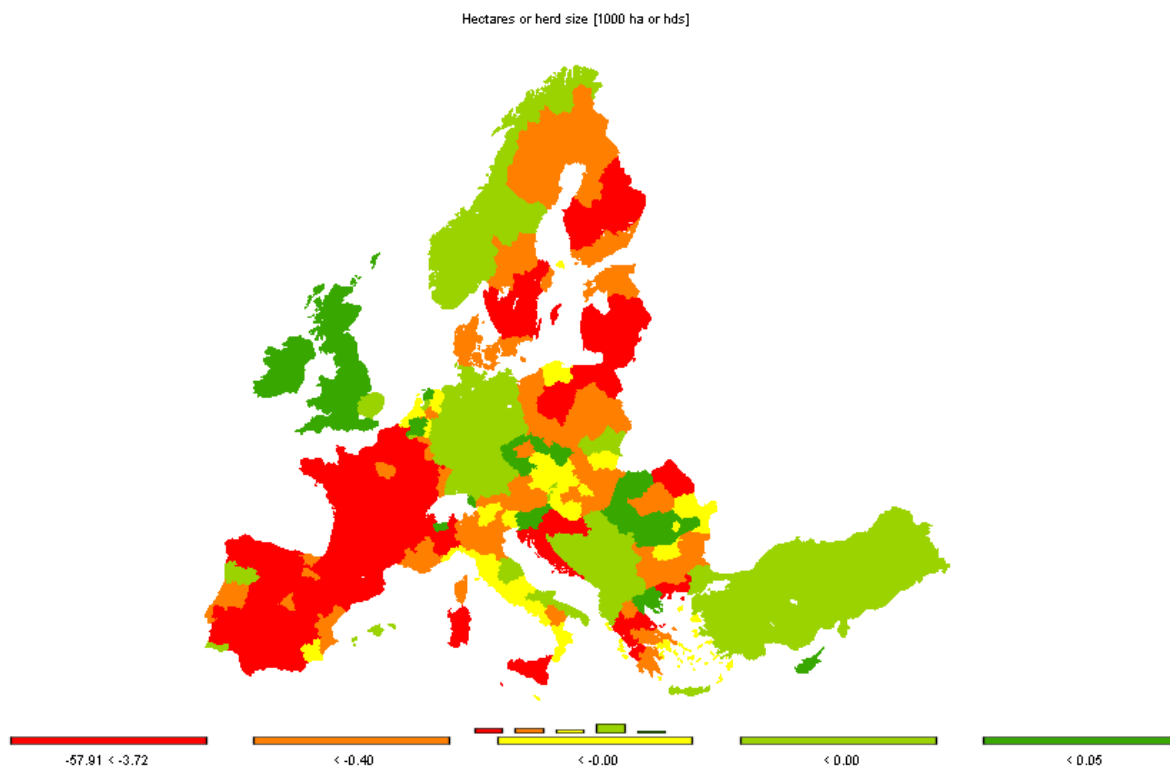 Hectares or herd size [1000 ha or hds]
-57.91 < -3.72
< -0.40
< -0.00
< 0.00
< 0.05